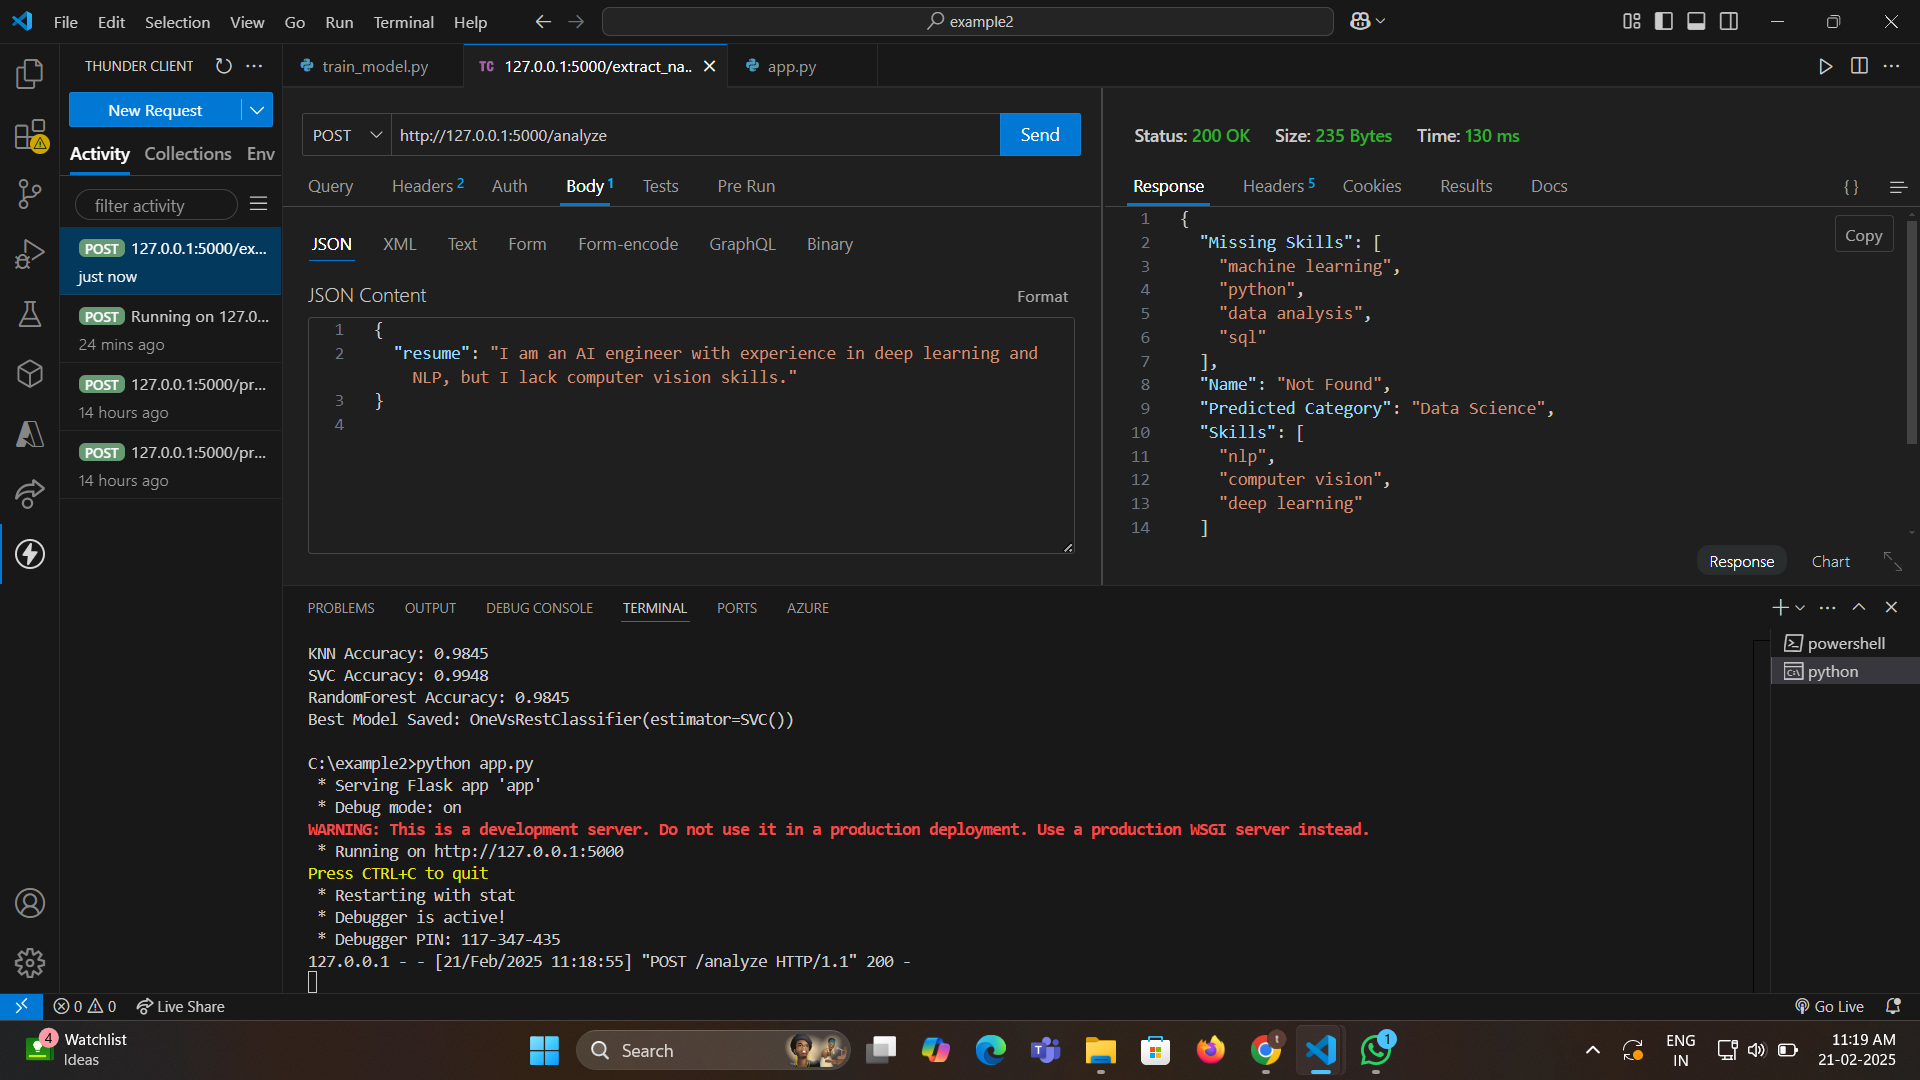 File Edit Selection View Go Run Terminal Help
example2
THUNDER CLIENT
train_model.py
TC 127.0.0.1:5000/extract_na..
app.py
New Request
Activity Collections Env
filter activity
POST 127.0.0.1:5000/ex...
just now
POST Running on 127.0...
24 mins ago
POST 127.0.0.1:5000/pr...
14 hours ago
POST 127.0.0.1:5000/pr...
14 hours ago
POST http://127.0.0.1:5000/analyze Send
Query Headers 2 Auth Body 1 Tests Pre Run
JSON XML Text Form Form-encode GraphQL Binary
JSON Content Format
1 {
2 "resume": "I am an AI engineer with experience in deep learning and
NLP, but I lack computer vision skills."
3 }
4
Status: 200 OK Size: 235 Bytes Time: 130 ms
Response Headers 5 Cookies Results Docs { }
Copy
1 {
2 "Missing Skills": [
3 "machine learning",
4 "python",
5 "data analysis",
6 "sql"
7 ],
8 "Name": "Not Found",
9 "Predicted Category": "Data Science",
10 "Skills": [
11 "nlp",
12 "computer vision",
13 "deep learning"
14 ]
Response Chart
PROBLEMS OUTPUT DEBUG CONSOLE TERMINAL PORTS AZURE
powershell
python
KNN Accuracy: 0.9845
SVC Accuracy: 0.9948
RandomForest Accuracy: 0.9845
Best Model Saved: OneVsRestClassifier(estimator=SVC())
C:\example2>python app.py
* Serving Flask app 'app'
* Debug mode: on
WARNING: This is a development server. Do not use it in a production deployment. Use a production WSGI server instead.
* Running on http://127.0.0.1:5000
Press CTRL+C to quit
* Restarting with stat
* Debugger is active!
* Debugger PIN: 117-347-435
127.0.0.1 - - [21/Feb/2025 11:18:55] "POST /analyze HTTP/1.1" 200 -
0 0 Live Share
Go Live
4
Watchlist
Ideas
Search
1
ENG
IN
11:19 AM
21-02-2025